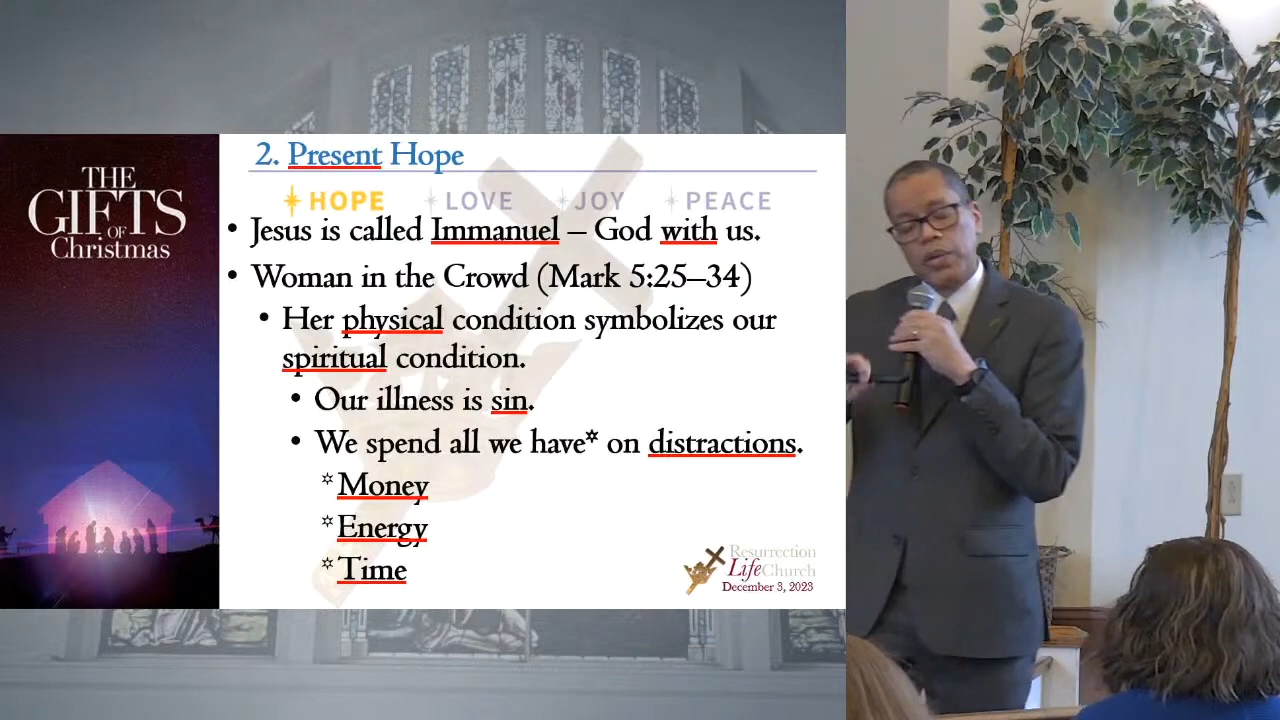 THE
GIFTS
OF
Christmas
2. Present Hope
HOPE LOVE JOY PEACE
• Jesus is called Immanuel – God with us.
• Woman in the Crowd (Mark 5:25–34)
• Her physical condition symbolizes our
spiritual condition.
• Our illness is sin.
• We spend all we have* on distractions.
*Money
*Energy
*Time
Resurrection
LifeChurch
December 3, 2023